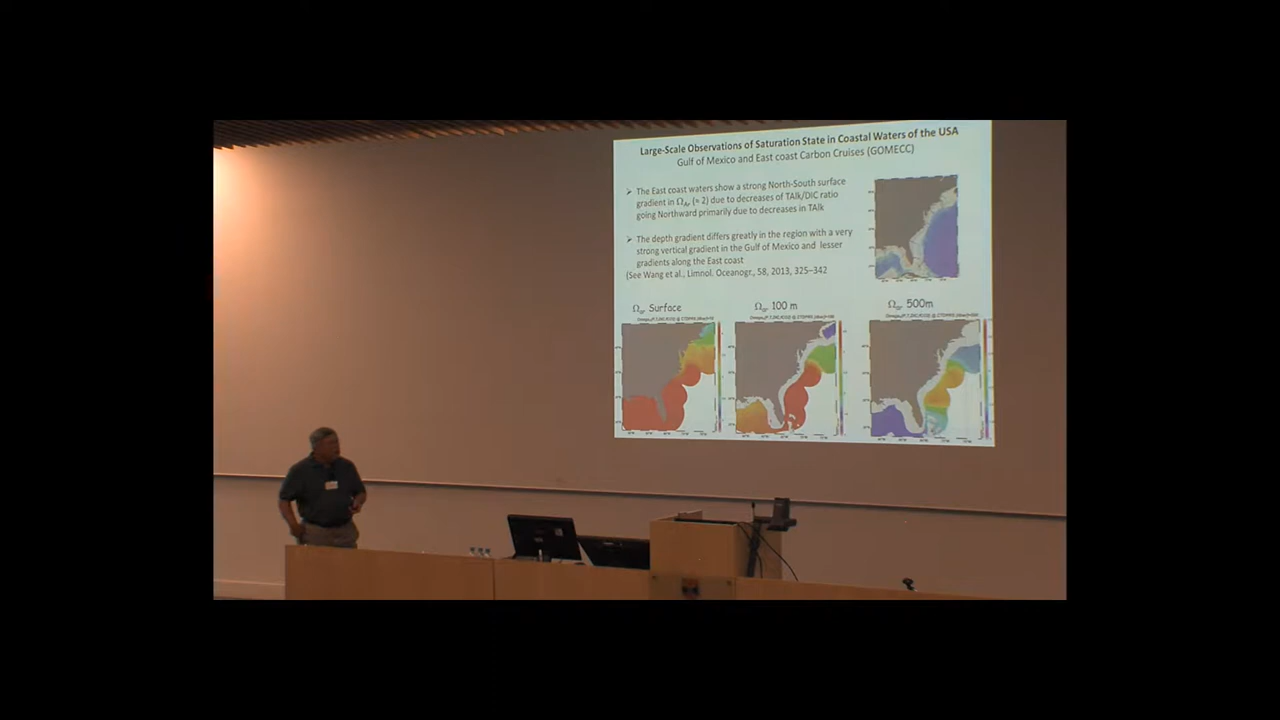 Large-Scale Observations of Saturation State in Coastal Waters of the USA
Gulf of Mexico and East coast Carbon Cruises (GOMECC)
➢ The East coast waters show a strong North-South surface
gradient in ΩAr (≈ 2) due to decreases of TAlk/DIC ratio
going Northward primarily due to decreases in TAlk
➢ The depth gradient differs greatly in the region with a very
strong vertical gradient in the Gulf of Mexico and lesser
gradients along the East coast
(See Wang et al., Limnol. Oceanogr., 58, 2013, 325–342
Ωar Surface
Ωar 100 m
Ωar 500m